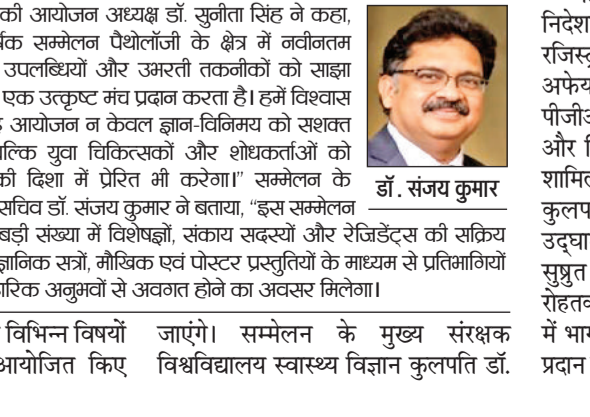 की आयोजन अध्यक्ष डॉ. सुनीता सिंह ने कहा,
सम्मेलन पैथोलॉजी के क्षेत्र में नवीनतम
उपलब्धियों और उभरती तकनीकों को साझा
एक उत्कृष्ट मंच प्रदान करता है। हमें विश्वास
आयोजन न केवल ज्ञान-विनिमय को सशक्त
युवा चिकित्सकों और शोधकर्ताओं को
की दिशा में प्रेरित भी करेगा।” सम्मेलन के
सचिव डॉ. संजय कुमार ने बताया, “इस सम्मेलन
बड़ी संख्या में विशेषज्ञों, संकाय सदस्यों और रेजिडेंट्स की सक्रिय
सत्रों, मौखिक एवं पोस्टर प्रस्तुतियों के माध्यम से प्रतिभागियों
अनुभवों से अवगत होने का अवसर मिलेगा।
डॉ. संजय कुमार
विभिन्न विषयों
आयोजित किए
जाएंगे। सम्मेलन के मुख्य संरक्षक
विश्वविद्यालय स्वास्थ्य विज्ञान कुलपति डॉ.
निदेश
रजिस्ट्
अफेय
पीजीअ
और
शामिल
कुलप
उद्घा
सुश्रुत
रोहतक
में भाग
प्रदान